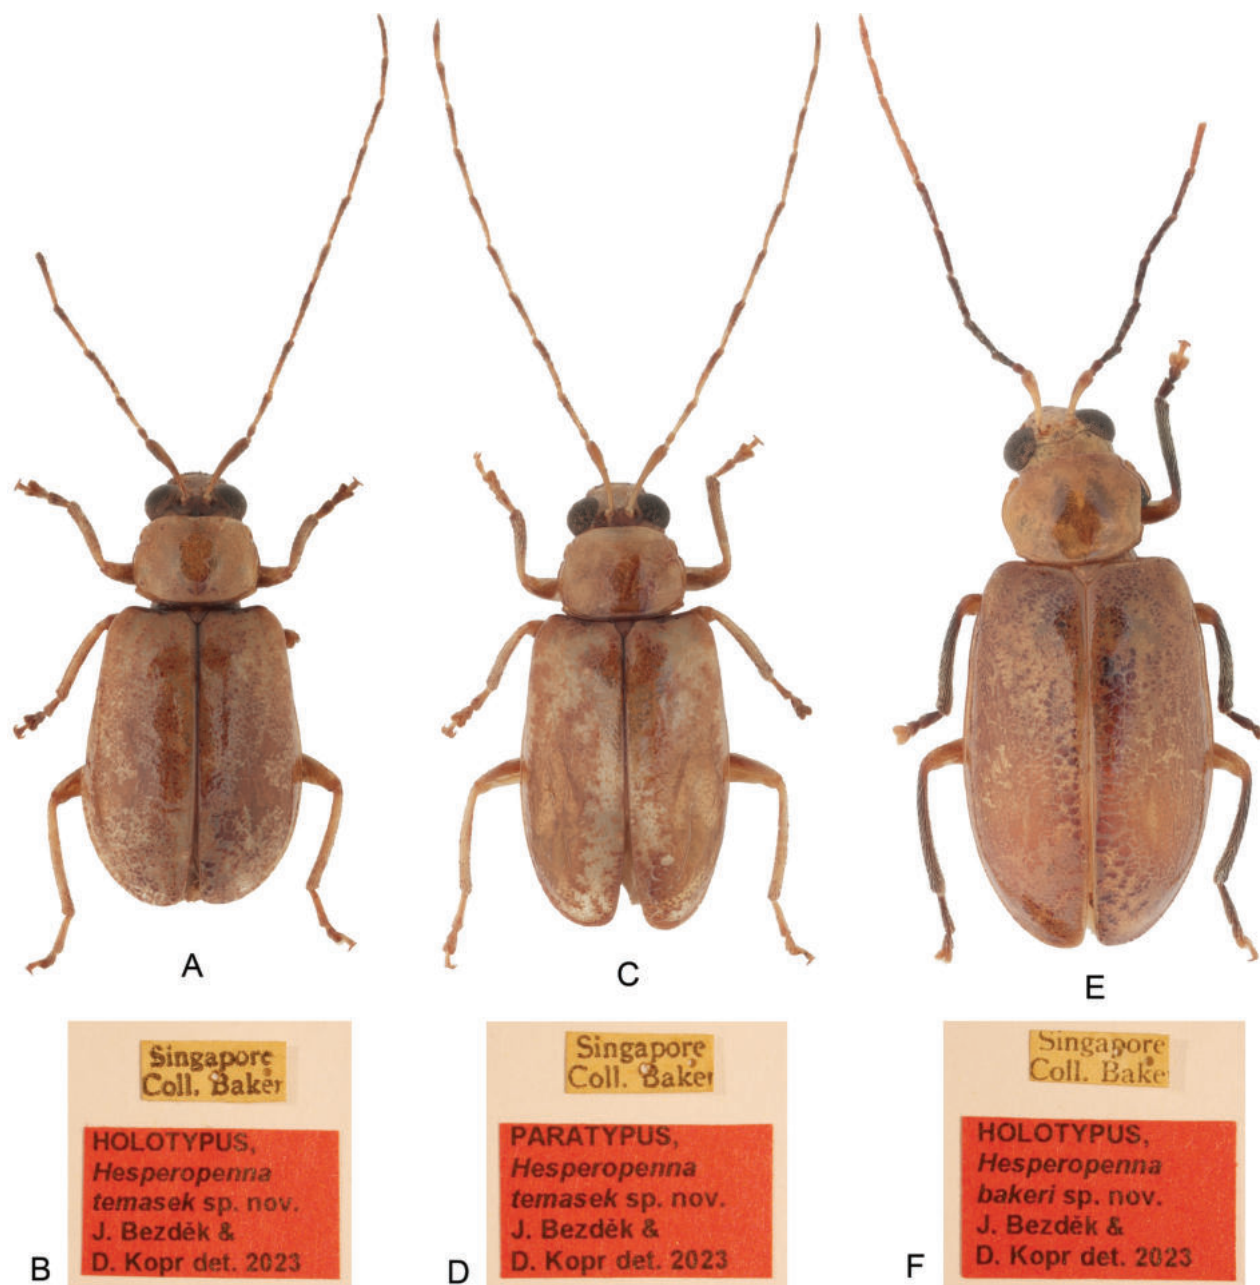 A
C
E
Singapore
Coll. Baker
HOLOTYPUS,
Hesperopenna
temasek sp. nov.
J. Bezděk &
D. Kopr det. 2023
B
Singapore
Coll. Baker
PARATYPUS,
Hesperopenna
temasek sp. nov.
J. Bezděk &
D. Kopr det. 2023
D
Singapore
Coll. Bake
HOLOTYPUS,
Hesperopenna
bakeri sp. nov.
J. Bezděk &
D. Kopr det. 2023
F